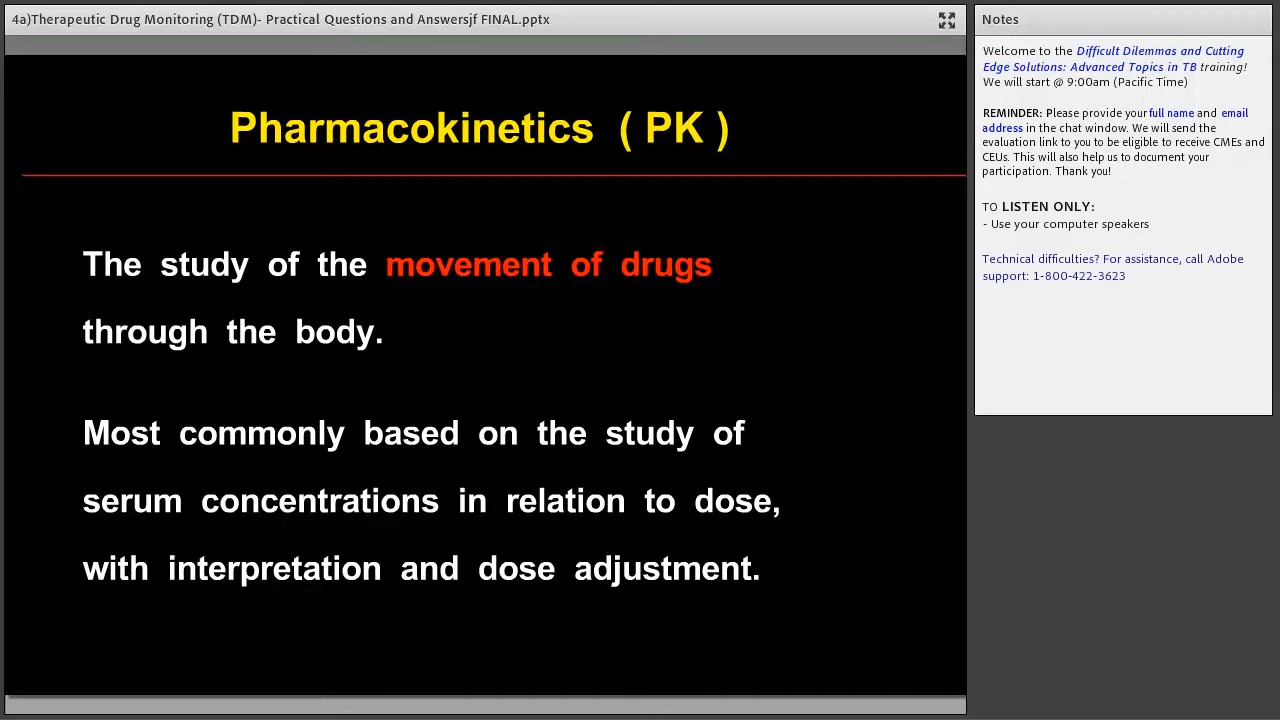 4a)Therapeutic Drug Monitoring (TDM)- Practical Questions and Answersjf FINAL.pptx
Pharmacokinetics ( PK )
The study of the movement of drugs
through the body.
Most commonly based on the study of
serum concentrations in relation to dose,
with interpretation and dose adjustment.
Notes
Welcome to the Difficult Dilemmas and Cutting
Edge Solutions: Advanced Topics in TB training!
We will start @ 9:00am (Pacific Time)
REMINDER: Please provide your full name and email
address in the chat window. We will send the
evaluation link to you to be eligible to receive CMEs and
CEUs. This will also help us to document your
participation. Thank you!
TO LISTEN ONLY:
- Use your computer speakers
Technical difficulties? For assistance, call Adobe
support: 1-800-422-3623